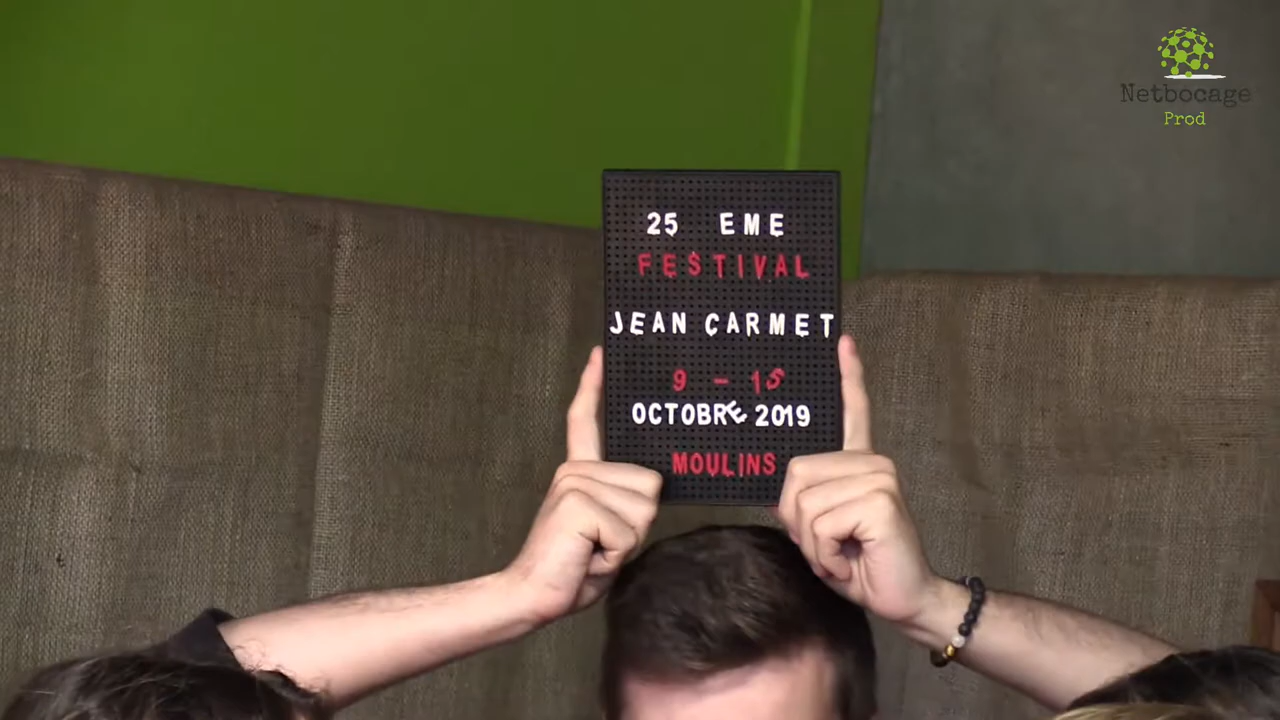 Netbocage
Prod
25 EME
FESTIVAL
JEAN CARMET
9 - 15
OCTOBRE 2019
MOULINS